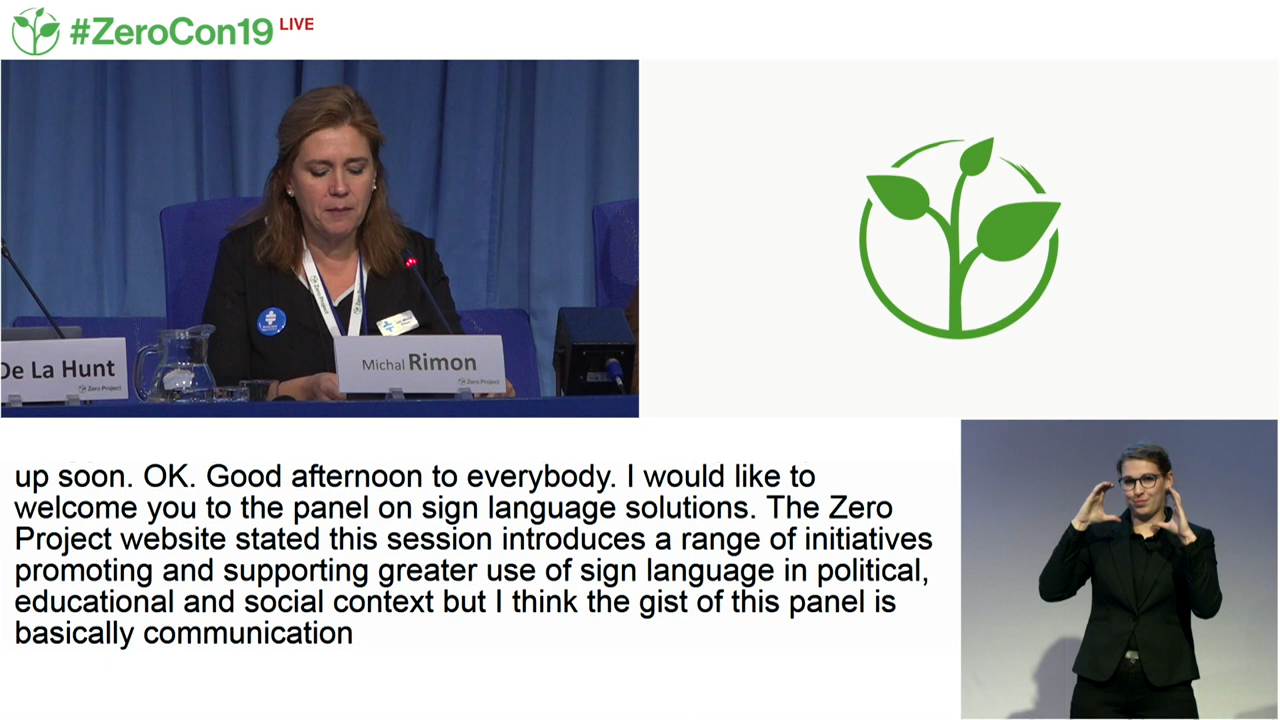 #ZeroCon19 LIVE
De La Hunt
Zero Project
Michal Rimon
Zero Project
Zero Project
up soon. OK. Good afternoon to everybody. I would like to
welcome you to the panel on sign language solutions. The Zero
Project website stated this session introduces a range of initiatives
promoting and supporting greater use of sign language in political,
educational and social context but I think the gist of this panel is
basically communication